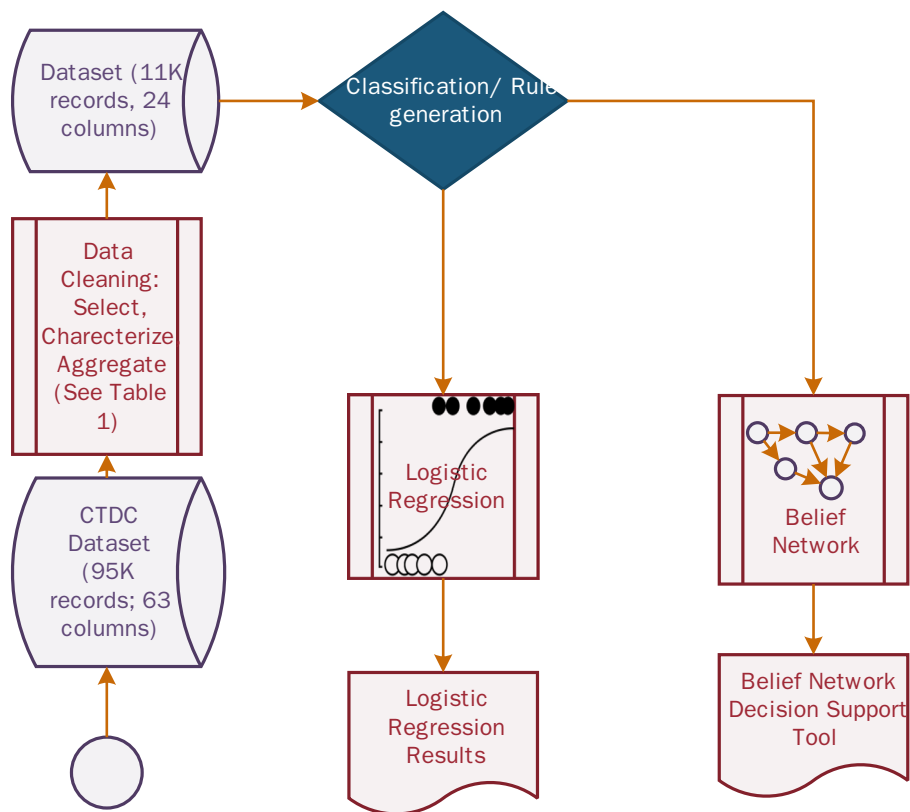 Dataset (11K
records, 24
columns)
Classification/ Rule
generation
Data
Cleaning:
Select,
Charecterize,
Aggregate
(See Table
1)
Logistic
Regression
Belief
Network
CTDC
Dataset
(95K
records; 63
columns)
Logistic
Regression
Results
Belief Network
Decision Support
Tool